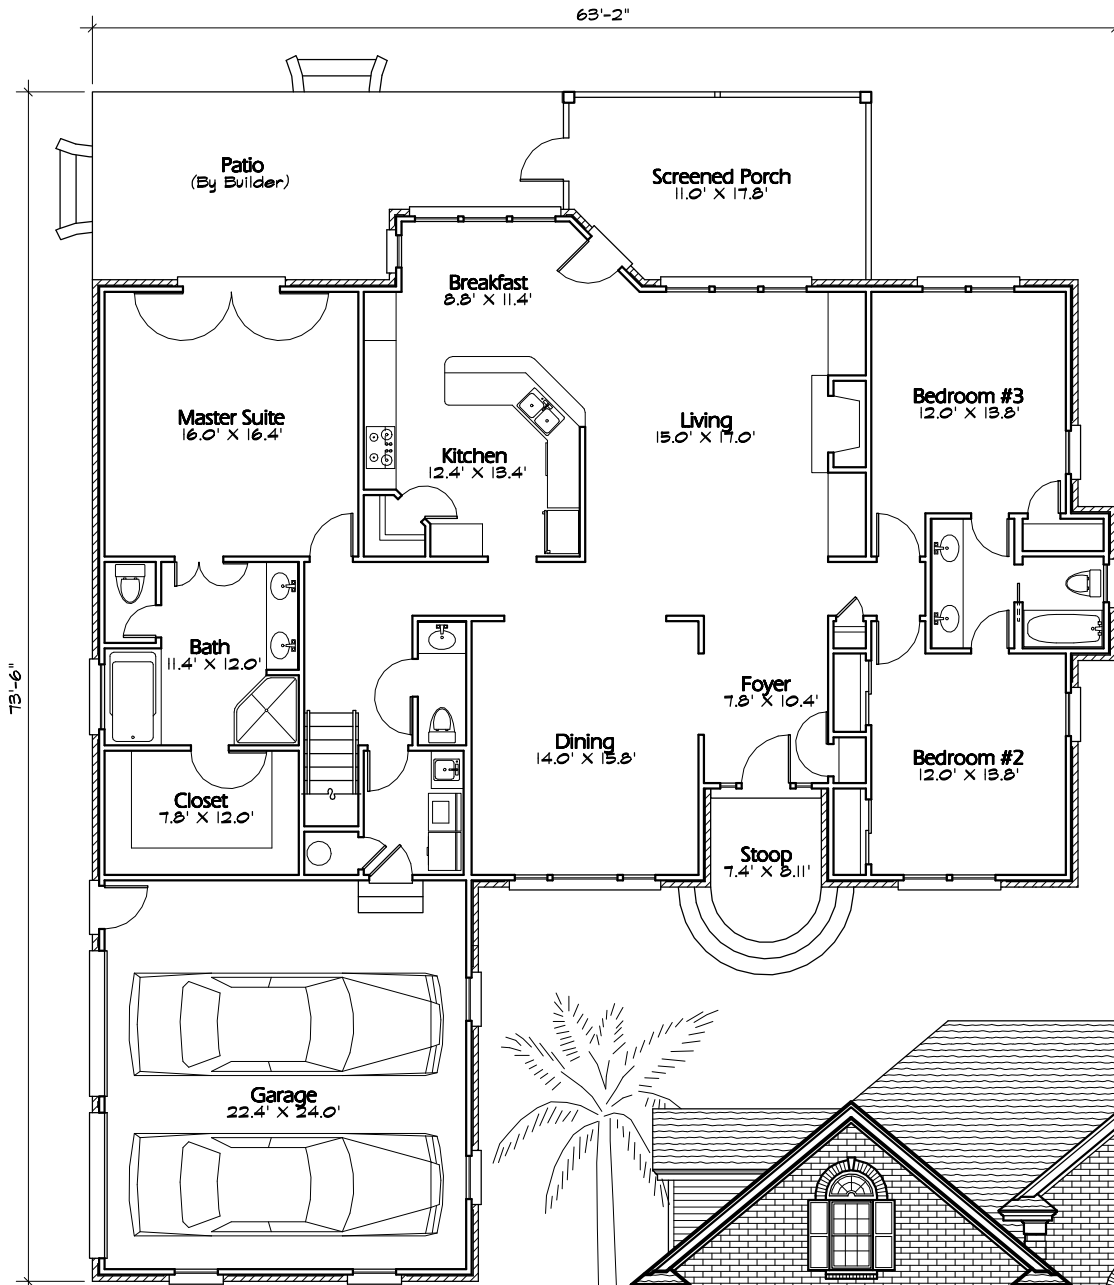 63'-2"
Patio
(By Builder)
Screened Porch
11.0' X 17.8'
Breakfast
8.8' X 11.4'
Master Suite
16.0' X 16.4'
Living
15.0' X 17.0'
Bedroom #3
12.0' X 13.8'
Kitchen
12.4' X 13.4'
73'-6"
Bath
11.4' X 12.0'
Foyer
7.8' X 10.4'
Dining
14.0' X 15.8'
Bedroom #2
12.0' X 13.8'
Closet
7.8' X 12.0'
Stoop
7.4' X 8.11'
Garage
22.4' X 24.0'